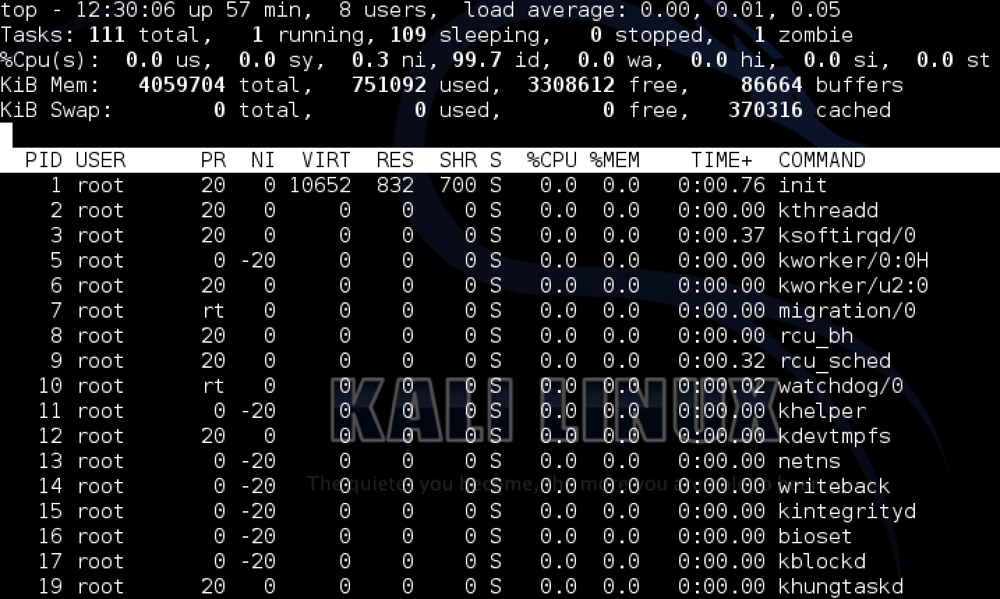 top - 12:30:06 up 57 min,  8 users,  load average: 0.00, 0.01, 0.05
Tasks: 111 total,   1 running, 109 sleeping,   0 stopped,   1 zombie
%Cpu(s):  0.0 us,  0.0 sy,  0.3 ni, 99.7 id,  0.0 wa,  0.0 hi,  0.0 si,  0.0 st
KiB Mem:   4059704 total,   751092 used,  3308612 free,    86664 buffers
KiB Swap:        0 total,        0 used,        0 free,   370316 cached
PID USER      PR  NI  VIRT  RES  SHR S  %CPU %MEM    TIME+  COMMAND
1 root      20   0 10652  832  700 S   0.0  0.0   0:00.76 init
2 root      20   0     0    0    0 S   0.0  0.0   0:00.00 kthreadd
3 root      20   0     0    0    0 S   0.0  0.0   0:00.37 ksoftirqd/0
5 root       0 -20     0    0    0 S   0.0  0.0   0:00.00 kworker/0:0H
6 root      20   0     0    0    0 S   0.0  0.0   0:00.00 kworker/u2:0
7 root      rt   0     0    0    0 S   0.0  0.0   0:00.00 migration/0
8 root      20   0     0    0    0 S   0.0  0.0   0:00.00 rcu_bh
9 root      20   0     0    0    0 S   0.0  0.0   0:00.32 rcu_sched
10 root      rt   0     0    0    0 S   0.0  0.0   0:00.02 watchdog/0
KALI LINUX
11 root       0 -20     0    0    0 S   0.0  0.0   0:00.00 khelper
12 root      20   0     0    0    0 S   0.0  0.0   0:00.00 kdevtmpfs
13 root       0 -20     0    0    0 S   0.0  0.0   0:00.00 netns
14 root       0 -20     0    0    0 S   0.0  0.0   0:00.00 writeback
The quieter you become, the more you are able to hear
15 root       0 -20     0    0    0 S   0.0  0.0   0:00.00 kintegrityd
16 root       0 -20     0    0    0 S   0.0  0.0   0:00.00 bioset
17 root       0 -20     0    0    0 S   0.0  0.0   0:00.00 kblockd
19 root      20   0     0    0    0 S   0.0  0.0   0:00.00 khungtaskd